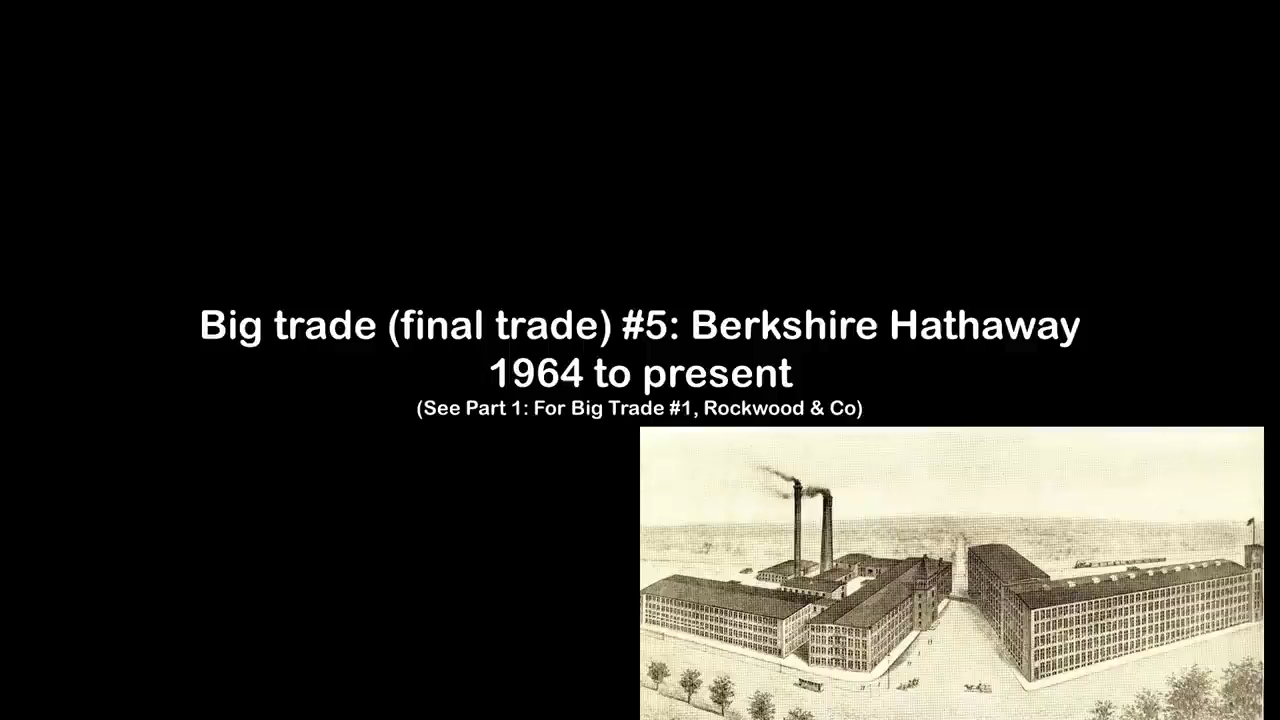 Big trade (final trade) #5: Berkshire Hathaway
1964 to present
(See Part 1: For Big Trade #1, Rockwood & Co)